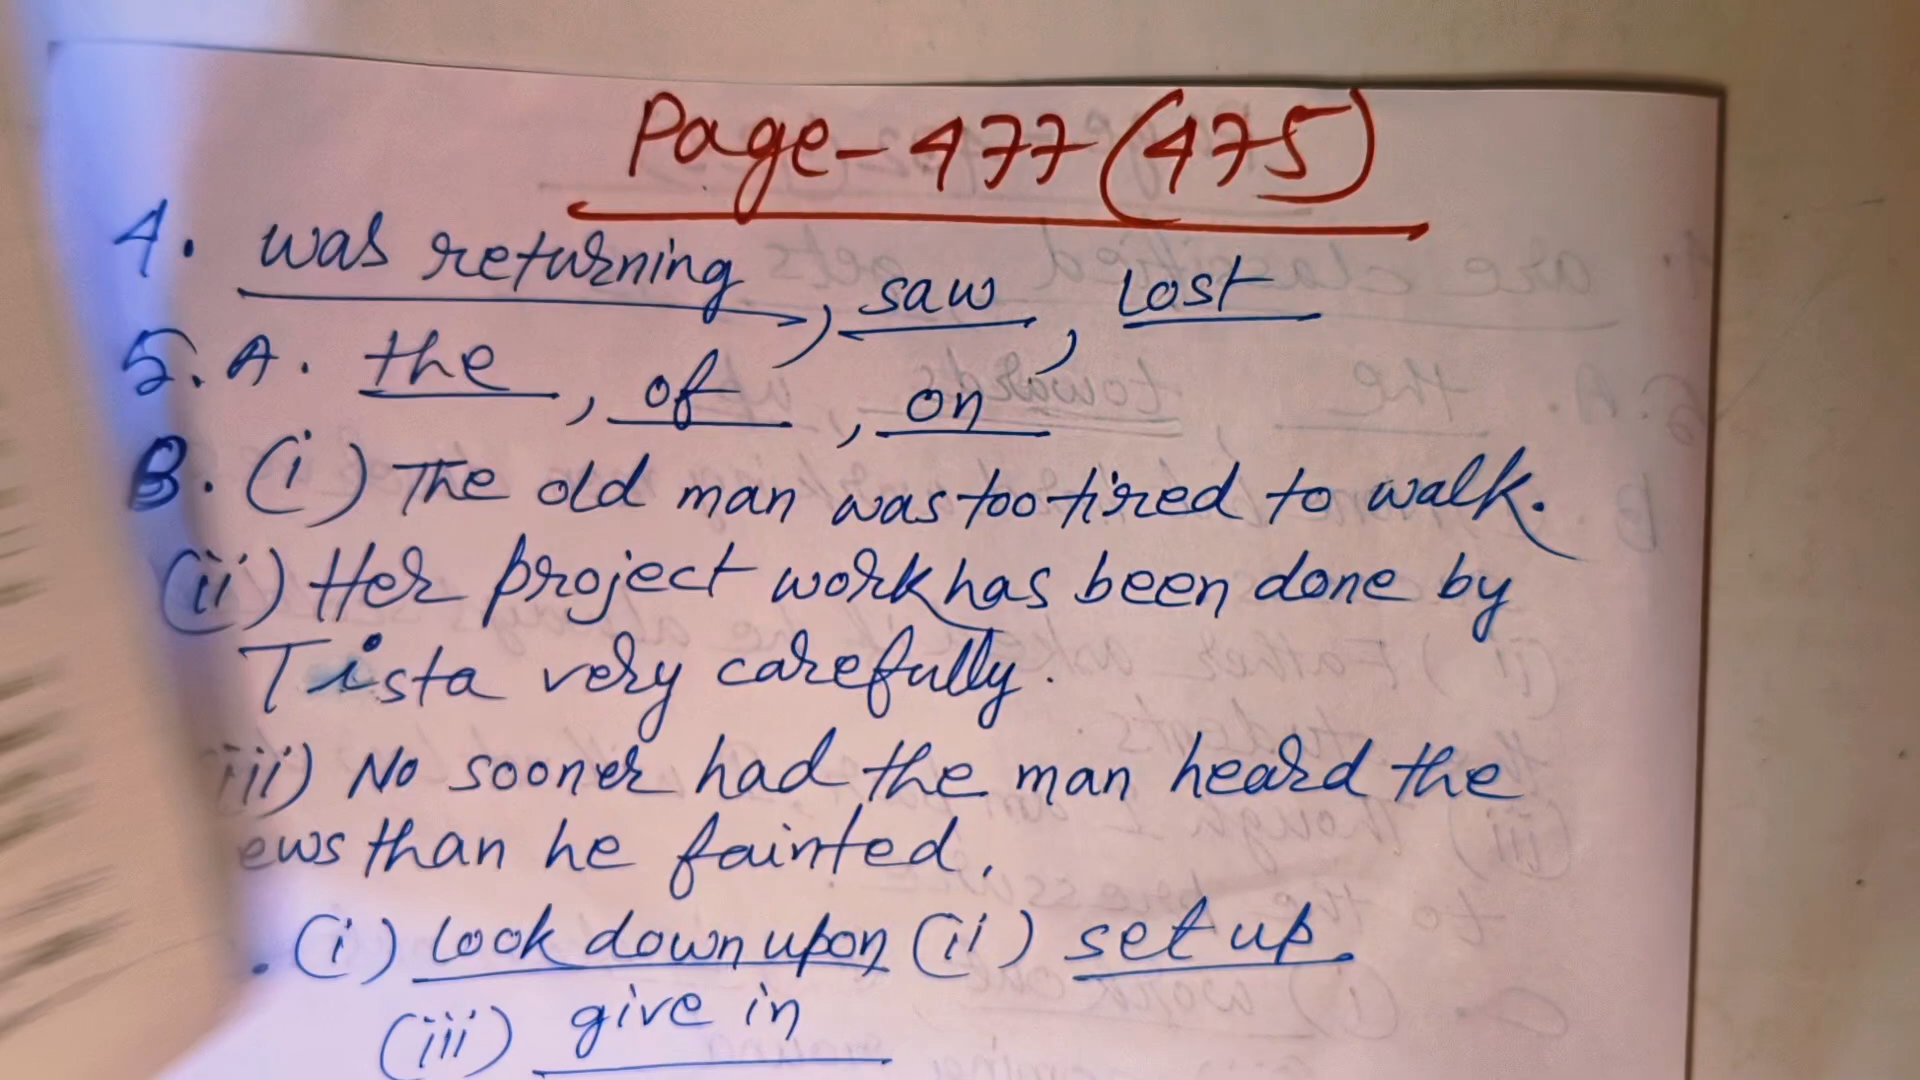 Page-477(475)
4. was returning, saw, lost
5. A. the, of, on
B. (i) The old man was too tired to walk.
(ii) Her project work has been done by
Tista very carefully.
iii) No sooner had the man heard the
ews than he fainted.
. (i) look down upon (ii) set up.
(iii) give in